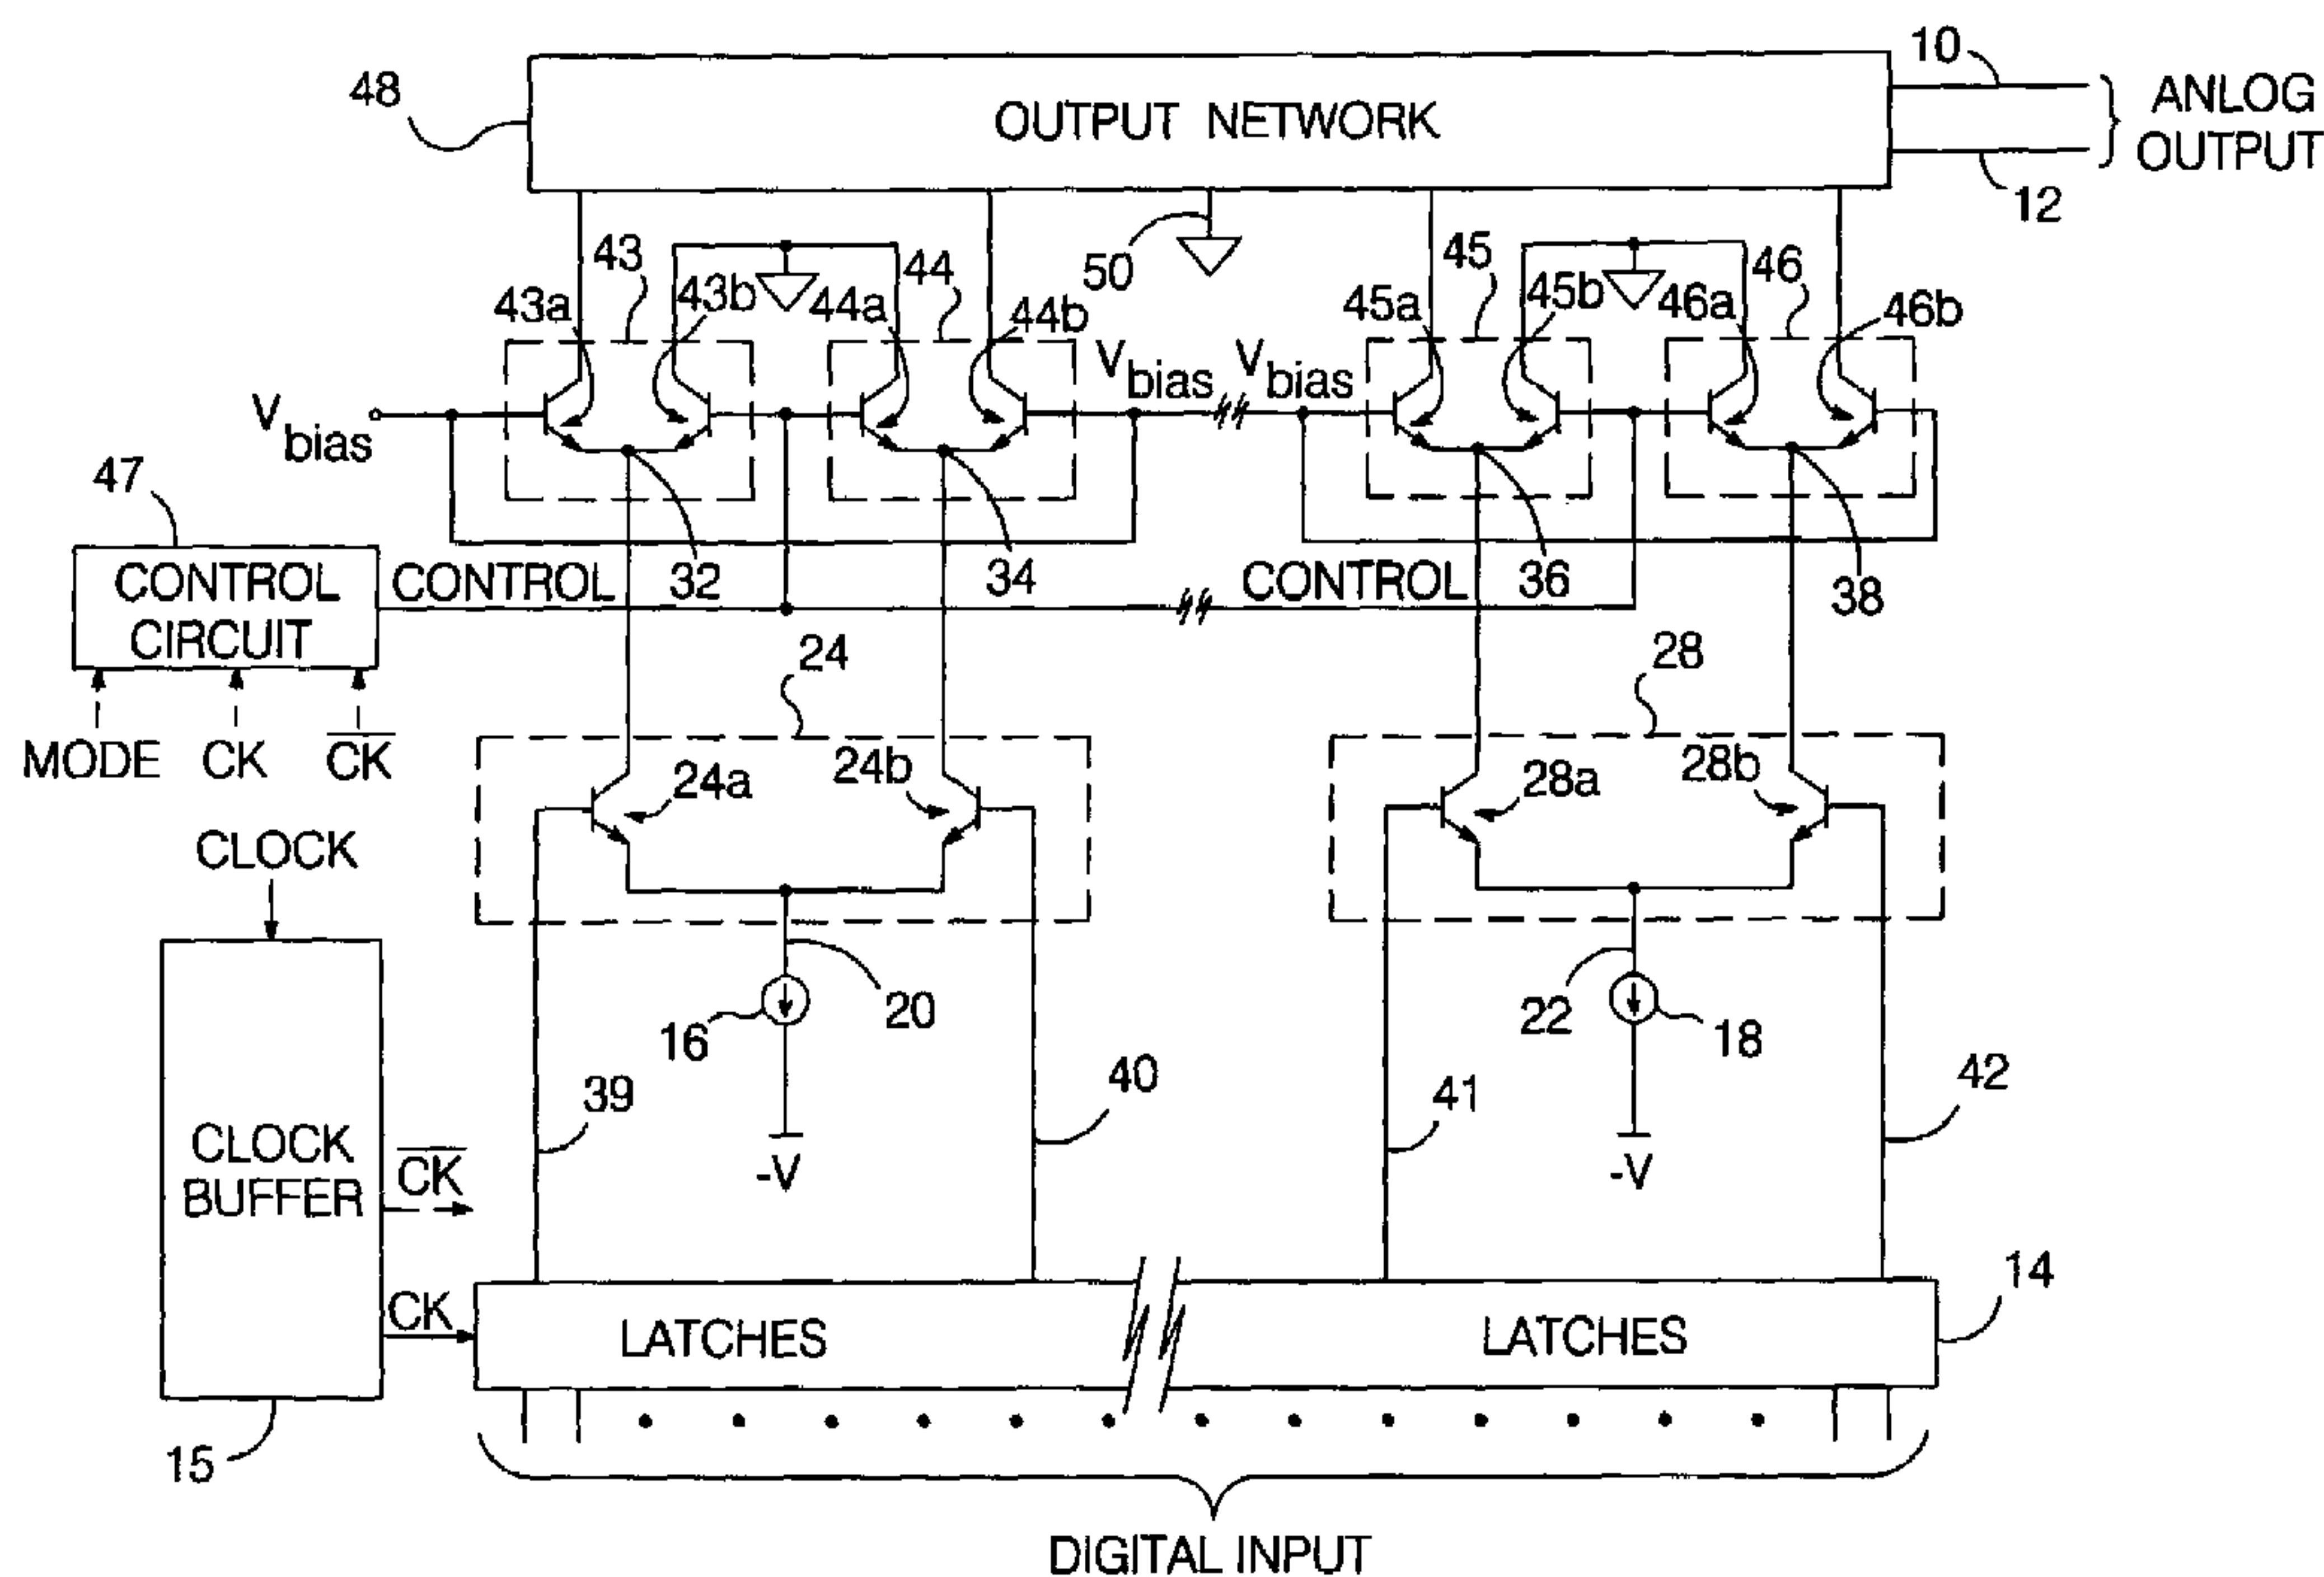 10
48
OUTPUT NETWORK
ANLOG
OUTPUT
12
43
43a
43b
44a
44
44b
50
45
45a
45b
46a
46
46b
Vbias
Vbias
Vbias
47
CONTROL
CIRCUIT
CONTROL
32
34
CONTROL
36
38
MODE
CK
CK
24
24a
24b
28
28a
28b
CLOCK
16
20
22
18
39
40
41
42
-V
-V
CLOCK
BUFFER
CK
CK
15
LATCHES
LATCHES
14
DIGITAL INPUT